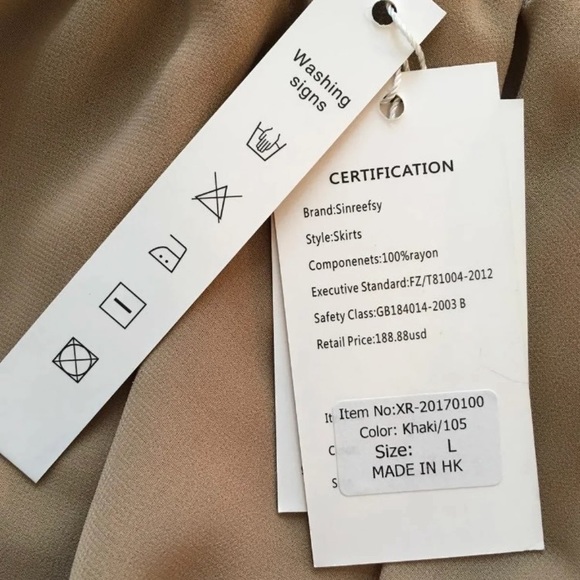 Washing
signs
CERTIFICATION
Brand:Sinreefsy
Style:Skirts
Componenets:100%rayon
Executive Standard:FZ/T81004-2012
Safety Class:GB184014-2003 B
Retail Price:188.88usd
It
Item No:XR-20170100
Color: Khaki/105
Size: L
MADE IN HK